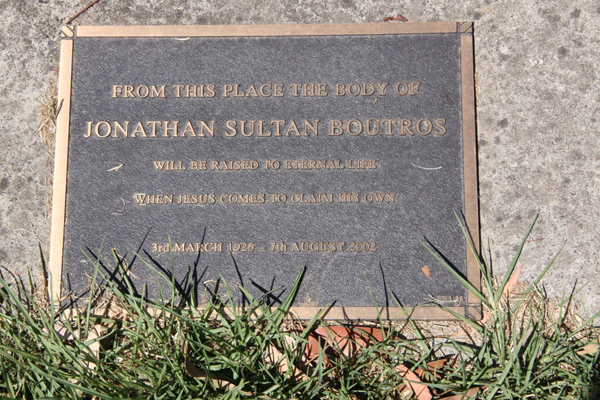 FROM THIS PLACE THE BODY OF
JONATHAN SULTAN BOUTROS
WILL BE RAISED TO ETERNAL LIFE
WHEN JESUS COMES TO CLAIM HIS OWN
3rd MARCH 1926 - 7th AUGUST 2002